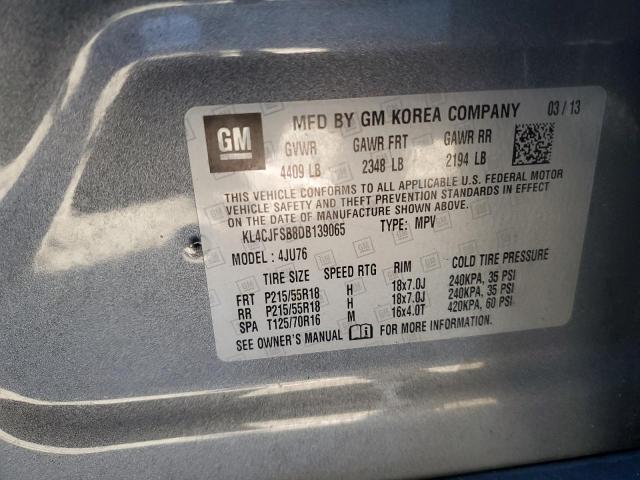 GM
MFD BY GM KOREA COMPANY 03/13
GVWR GAWR FRT GAWR RR
4409 LB 2348 LB 2194 LB
THIS VEHICLE CONFORMS TO ALL APPLICABLE U.S. FEDERAL MOTOR
VEHICLE SAFETY AND THEFT PREVENTION STANDARDS IN EFFECT
ON THE DATE OF MANUFACTURE SHOWN ABOVE.
KL4CJFSB8DB139065 TYPE: MPV
MODEL : 4JU76
TIRE SIZE SPEED RTG RIM COLD TIRE PRESSURE
FRT P215/55R18 H 18x7.0J 240KPA, 35 PSI
RR P215/55R18 H 18x7.0J 240KPA, 35 PSI
SPA T125/70R16 M 16x4.0T 420KPA, 60 PSI
SEE OWNER'S MANUAL FOR MORE INFORMATION.